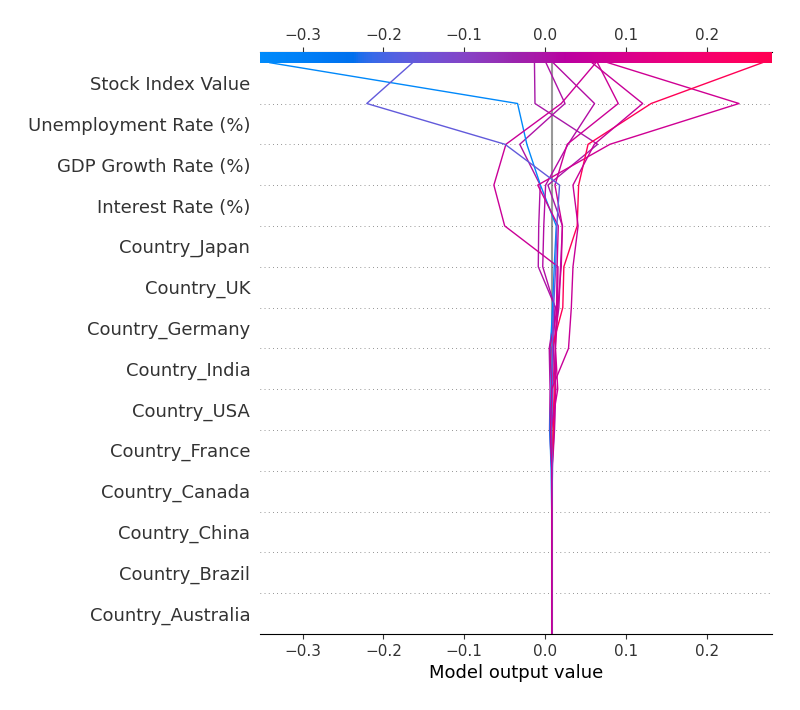 −0.3 −0.2 −0.1 0.0 0.1 0.2
Stock Index Value
Unemployment Rate (%)
GDP Growth Rate (%)
Interest Rate (%)
Country_Japan
Country_UK
Country_Germany
Country_India
Country_USA
Country_France
Country_Canada
Country_China
Country_Brazil
Country_Australia
−0.3 −0.2 −0.1 0.0 0.1 0.2
Model output value